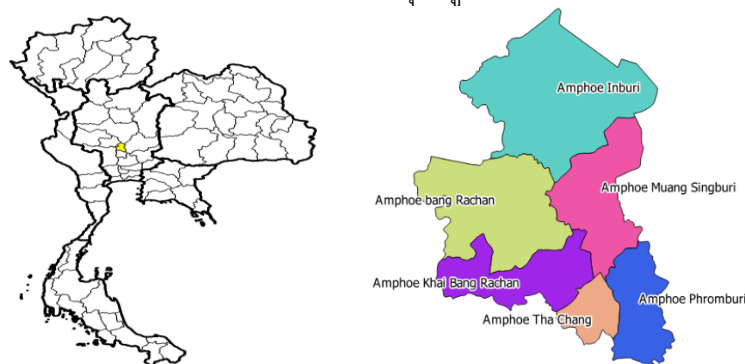 Amphoe Inburi
Amphoe Muang Singburi
Amphoe bang Rachan
Amphoe Khai Bang Rachan
Amphoe Phromburi
Amphoe Tha Chang